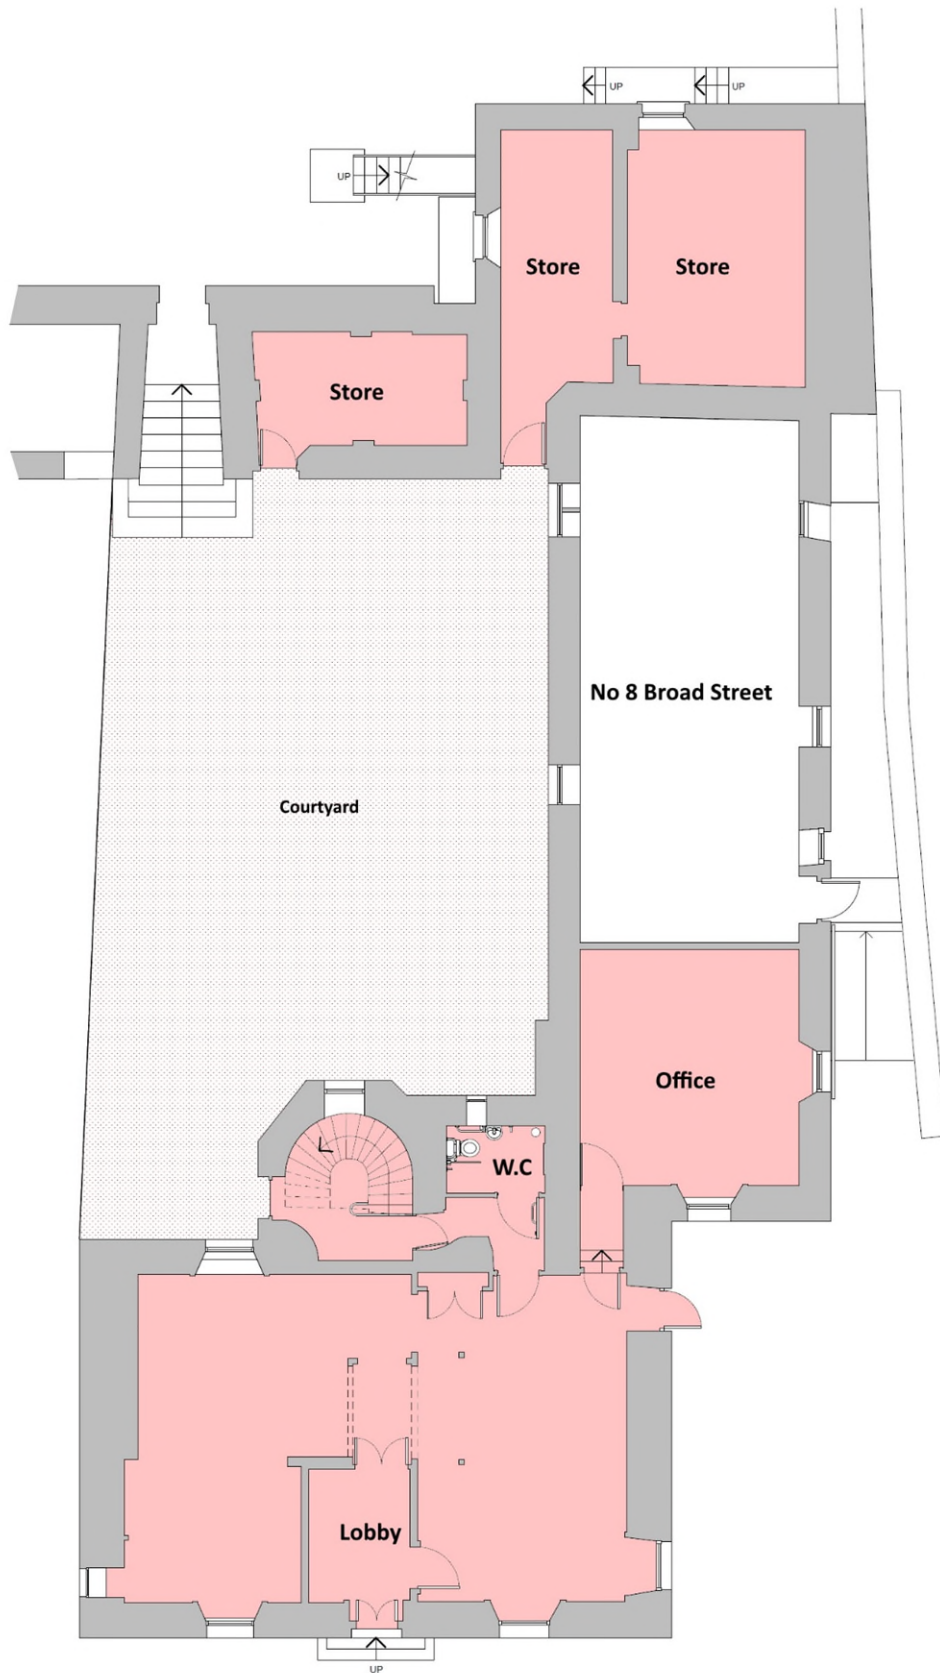 UP
UP
UP
Store
Store
Store
No 8 Broad Street
Courtyard
Office
W.C
Lobby
UP